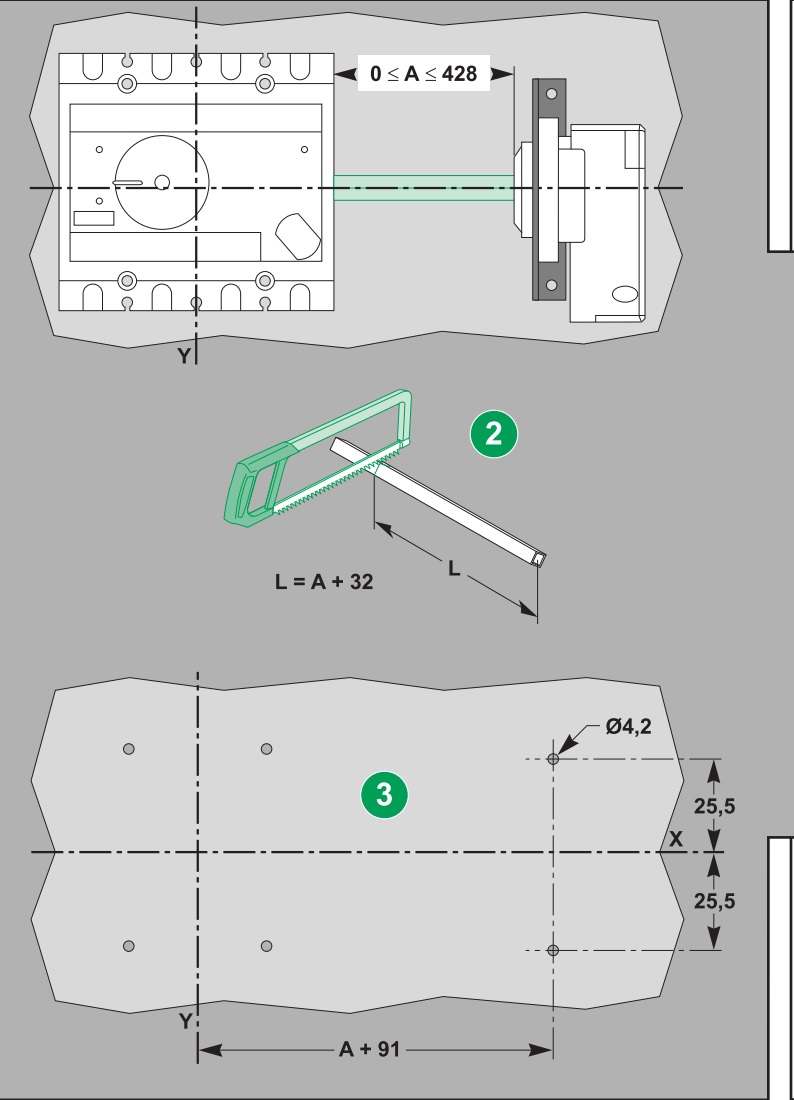 0 ≤ A ≤ 428
Y
2
L
L = A + 32
Ø4,2
3
25,5
X
25,5
Y
A + 91